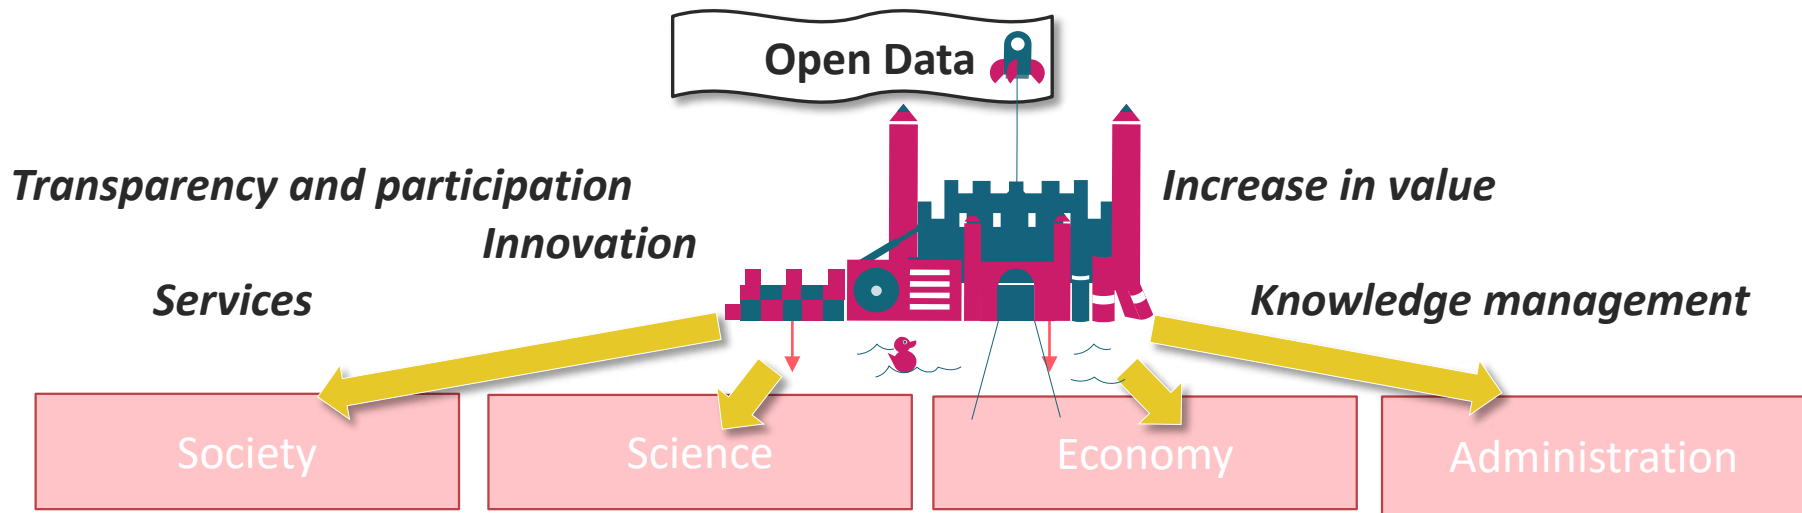 Open Data
Transparency and participation
Increase in value
Innovation
Services
Knowledge management
Society
Science
Economy
Administration